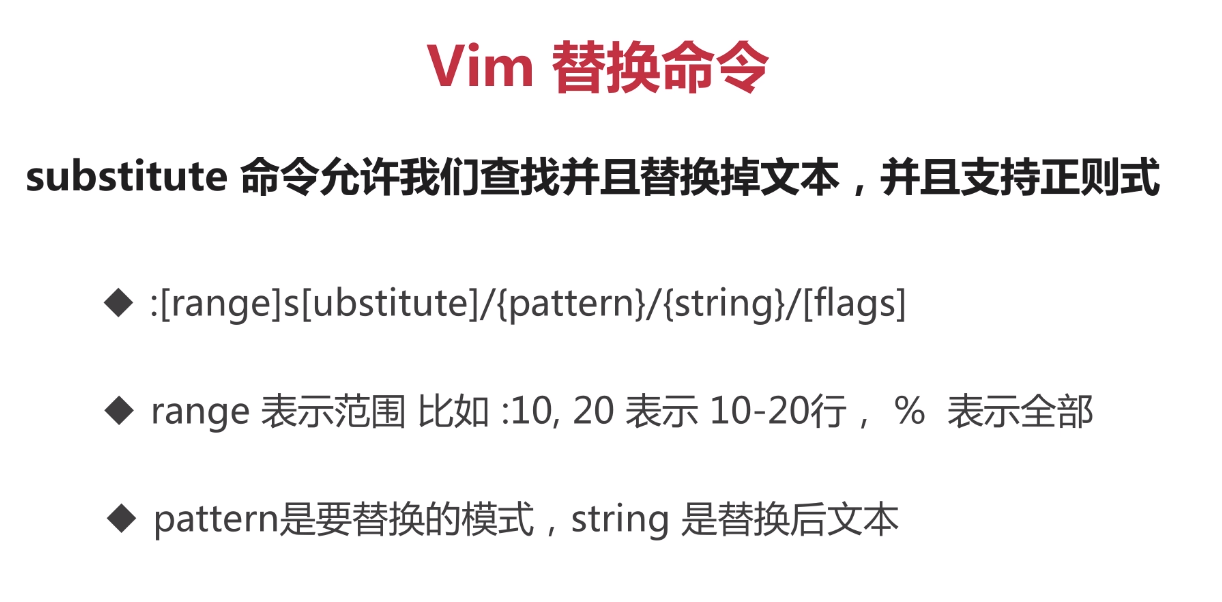 Vim 替换命令
substitute 命令允许我们查找并且替换掉文本，并且支持正则式
◆ :[range]s[ubstitute]/{pattern}/{string}/[flags]
◆ range 表示范围 比如 :10, 20 表示 10-20行， % 表示全部
◆ pattern是要替换的模式，string 是替换后文本